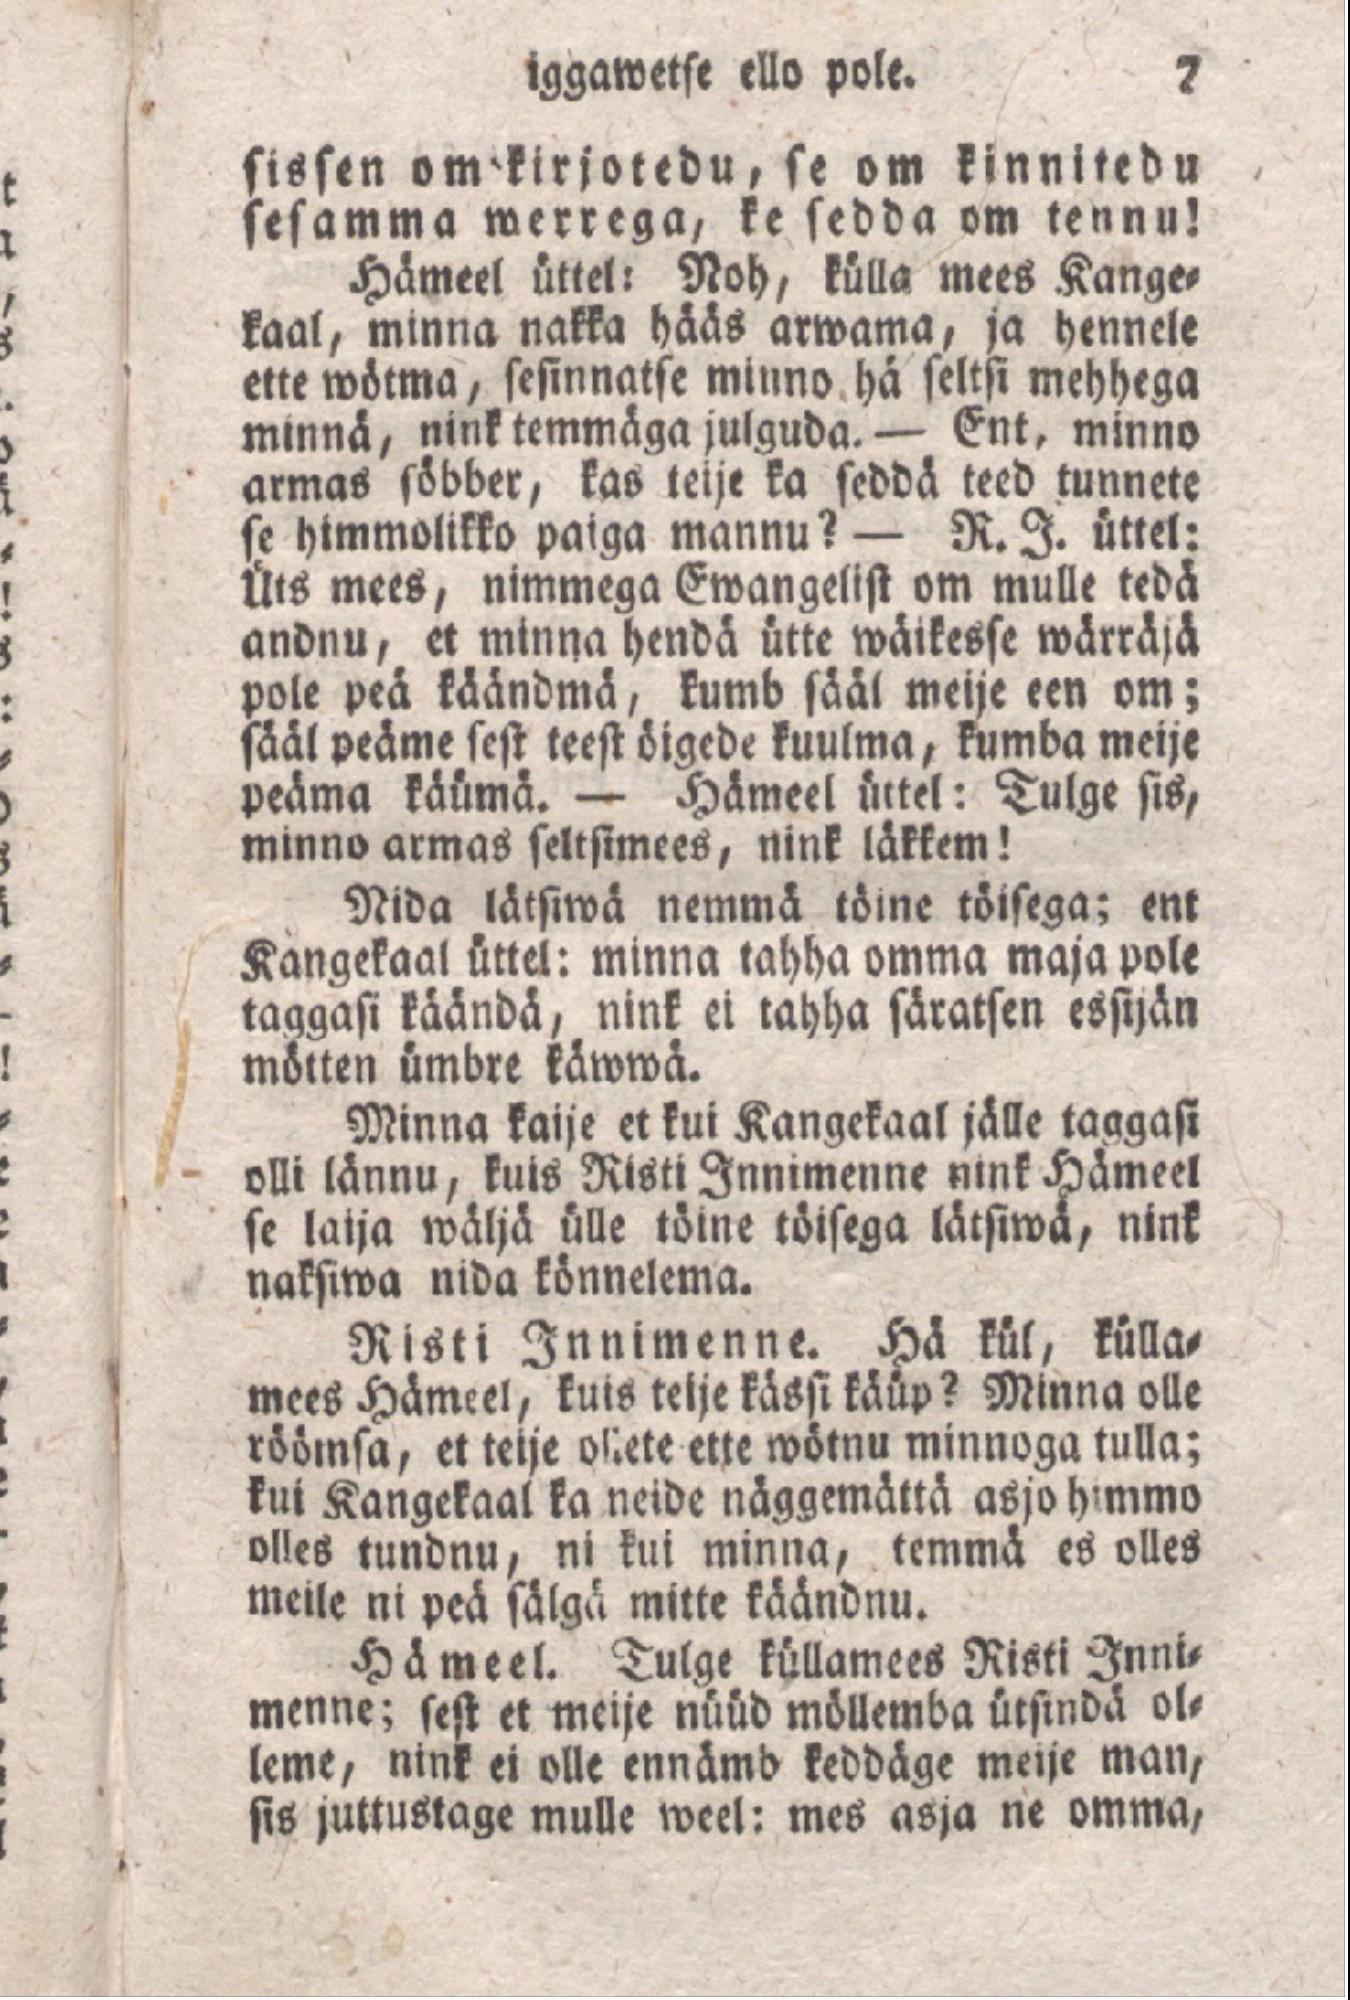 iggawetse ello pole. 7
sissen om kirjotedu, se om kinnitedu
sesamma werrega, ke sedda om tennu!
Hämeel üttel: Noh, külla mees Kange-
kaal, minna nakka hääs arwama, ja hennele
ette wötma, sesinnatse minno hä seltsi mehhega
minnä, nink temmäga julguda. — Ent, minno
armas söbber, kas teije ka seddä teed tunnete
se himmolikko paiga mannu? — R. J. üttel:
Üts mees, nimmega Ewangelist om mulle tedä
andnu, et minna hendä ütte wäikesse wärräjä
pole peä käändmä, kumb sääl meije een om;
sääl peäme sest teest öigede kuulma, kumba meije
peäma käümä. — Hämeel üttel: Tulge sis,
minno armas seltsimees, nink läkkem!
Nida lätsiwä nemmä töine töisega; ent
Kangekaal üttel: minna tahha omma maja pole
taggasi käändä, nink ei tahha säratsen essijän
mötten ümbre käwwä.
Minna kaije et kui Kangekaal jälle taggasi
olli lännu, kuis Risti Innimenne nink Hämeel
se laija wäljä ülle töine töisega lätsiwä, nink
naksiwa nida könnelema.
Risti Innimenne. Hä kül, külla-
mees Hämeel, kuis teije kässi käüp? Minna olle
röömsa, et teije ollete ette wötnu minnoga tulla;
kui Kangekaal ka neide näggemättä asjo himmo
olles tundnu, ni kui minna, temmä es olles
meile ni peä sälgä mitte käändnu.
Hämeel. Tulge küllamees Risti Inni-
menne; sest et meije nüüd möllemba ütsindä ol-
leme, nink ei olle ennämb keddäge meije man,
sis juttustage mulle weel: mes asja ne omma,